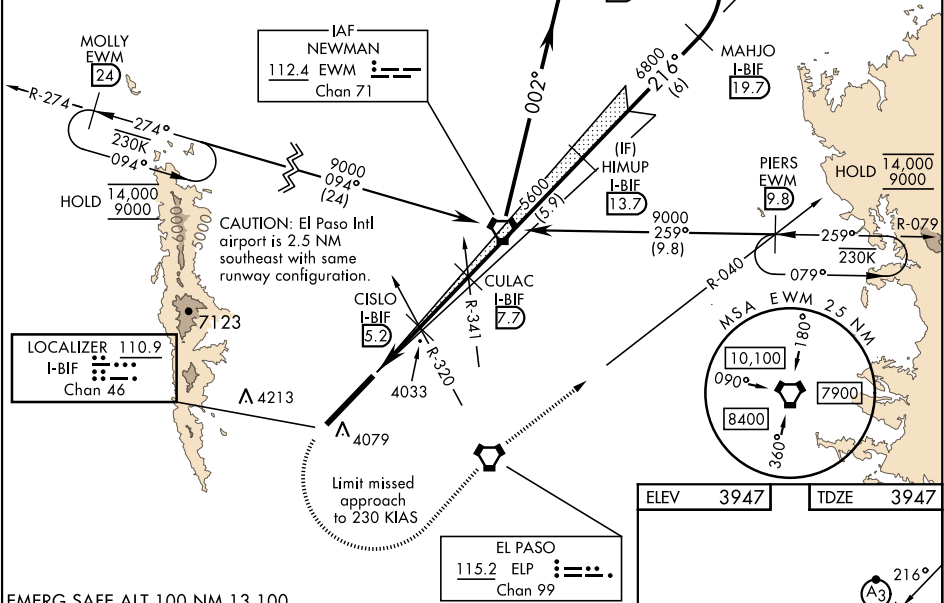 IAF
NEWMAN
112.4 EWM
Chan 71
MOLLY
EWM
24
R-274
274°
230K
094°
HOLD 14,000
9000
9000
094°
(24)
002°
6800
216°
(6)
MAHJO
I-BIF
19.7
(IF)
HIMUP
I-BIF
13.7
5600
(5.9)
PIERS
EWM
9.8
HOLD 14,000
9000
9000
259°
(9.8)
259°
230K
079°
R-079
R-040
6000
5000
7123
CAUTION: El Paso Intl
airport is 2.5 NM
southeast with same
runway configuration.
CISLO
I-BIF
5.2
CULAC
I-BIF
7.7
R-341
R-320
4033
LOCALIZER 110.9
I-BIF
Chan 46
4213
4079
Limit missed
approach
to 230 KIAS
EL PASO
115.2 ELP
Chan 99
MSA EWM 25 NM
180°
10,100
090°
7900
8400
360°
ELEV 3947
TDZE 3947
216°
A3
EMERG SAFE ALT 100 NM 13,100